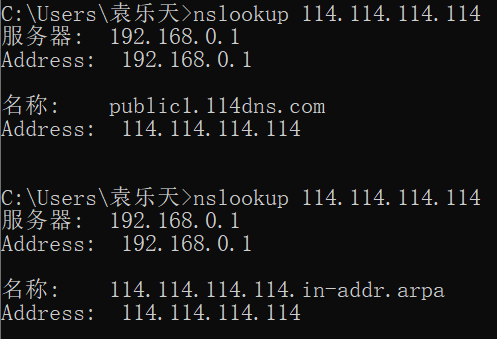 C:\Users\袁乐天>nslookup 114.114.114.114
服务器:  192.168.0.1
Address:  192.168.0.1
名称:    public1.114dns.com
Address:  114.114.114.114
C:\Users\袁乐天>nslookup 114.114.114.114
服务器:  192.168.0.1
Address:  192.168.0.1
名称:    114.114.114.114.in-addr.arpa
Address:  114.114.114.114